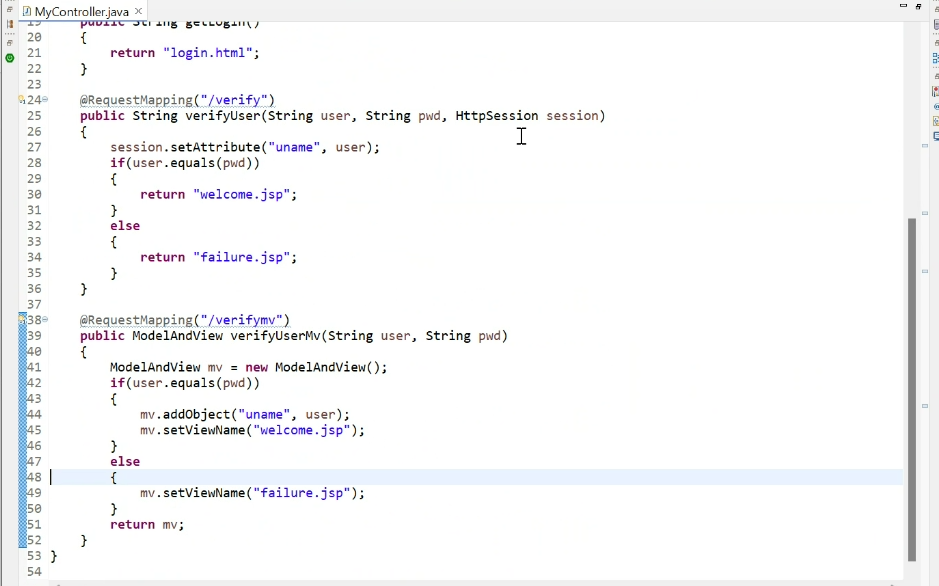 MyController.java
19 public String getLogin()
20 {
21 return "login.html";
22 }
23
24 @RequestMapping("/verify")
25 public String verifyUser(String user, String pwd, HttpSession session)
26 {
27 session.setAttribute("uname", user);
28 if(user.equals(pwd))
29 {
30 return "welcome.jsp";
31 }
32 else
33 {
34 return "failure.jsp";
35 }
36 }
37
38 @RequestMapping("/verifymv")
39 public ModelAndView verifyUserMv(String user, String pwd)
40 {
41 ModelAndView mv = new ModelAndView();
42 if(user.equals(pwd))
43 {
44 mv.addObject("uname", user);
45 mv.setViewName("welcome.jsp");
46 }
47 else
48 {
49 mv.setViewName("failure.jsp");
50 }
51 return mv;
52 }
53 }
54